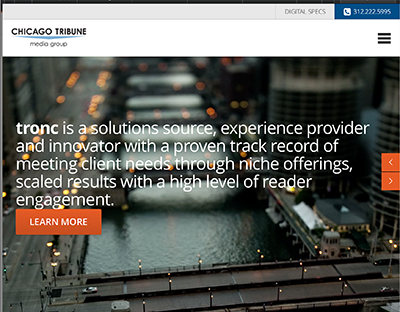 DIGITAL SPECS
312.222.5995
CHICAGO TRIBUNE
media group
tronc is a solutions source, experience provider
and innovator with a proven track record of
meeting client needs through niche offerings,
scaled results with a high level of reader
engagement.
LEARN MORE